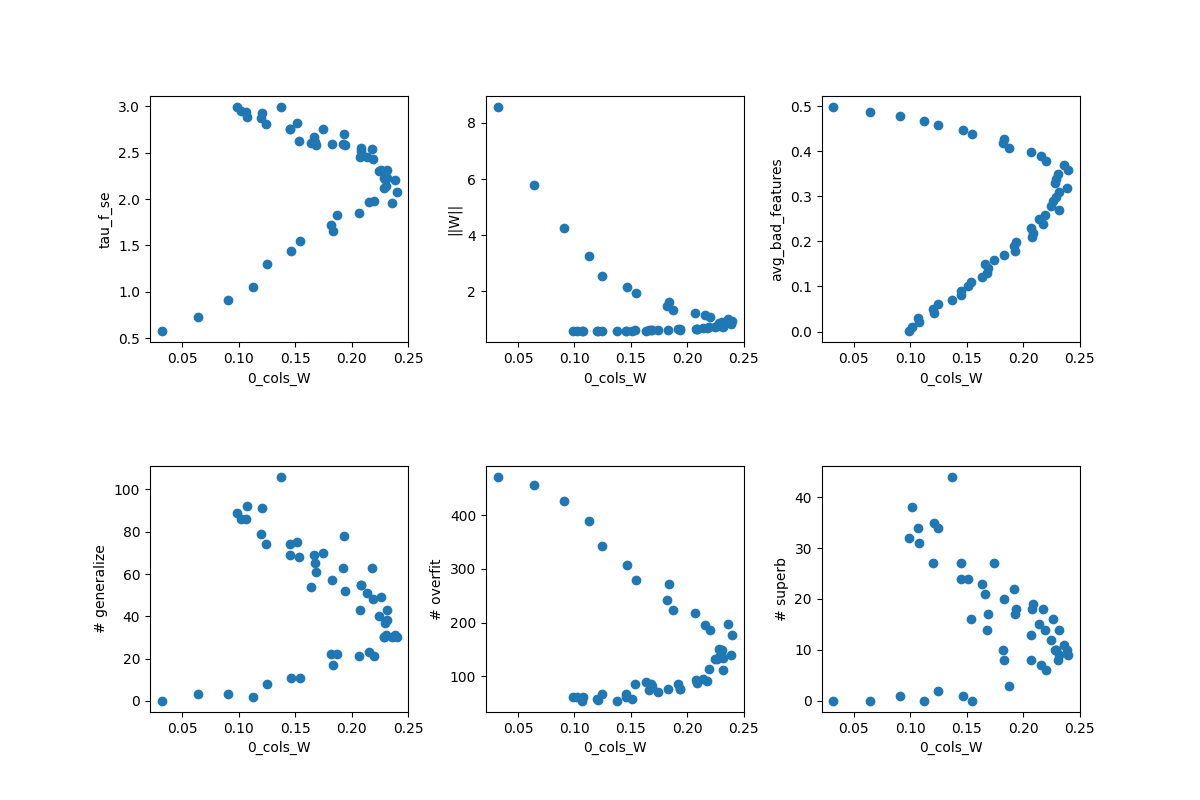 tau_f_se
3.0
2.5
2.0
1.5
1.0
0.5
0.05 0.10 0.15 0.20 0.25
0_cols_W
||W||
8
6
4
2
0.05 0.10 0.15 0.20 0.25
0_cols_W
avg_bad_features
0.5
0.4
0.3
0.2
0.1
0.0
0.05 0.10 0.15 0.20 0.25
0_cols_W
# generalize
100
80
60
40
20
0
0.05 0.10 0.15 0.20 0.25
0_cols_W
# overfit
400
300
200
100
0.05 0.10 0.15 0.20 0.25
0_cols_W
# superb
40
30
20
10
0
0.05 0.10 0.15 0.20 0.25
0_cols_W